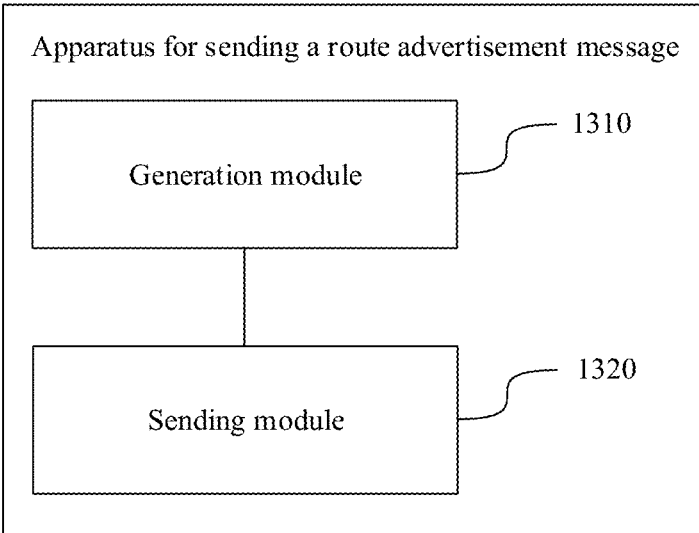 Apparatus for sending a route advertisement message
1310
Generation module
1320
Sending module